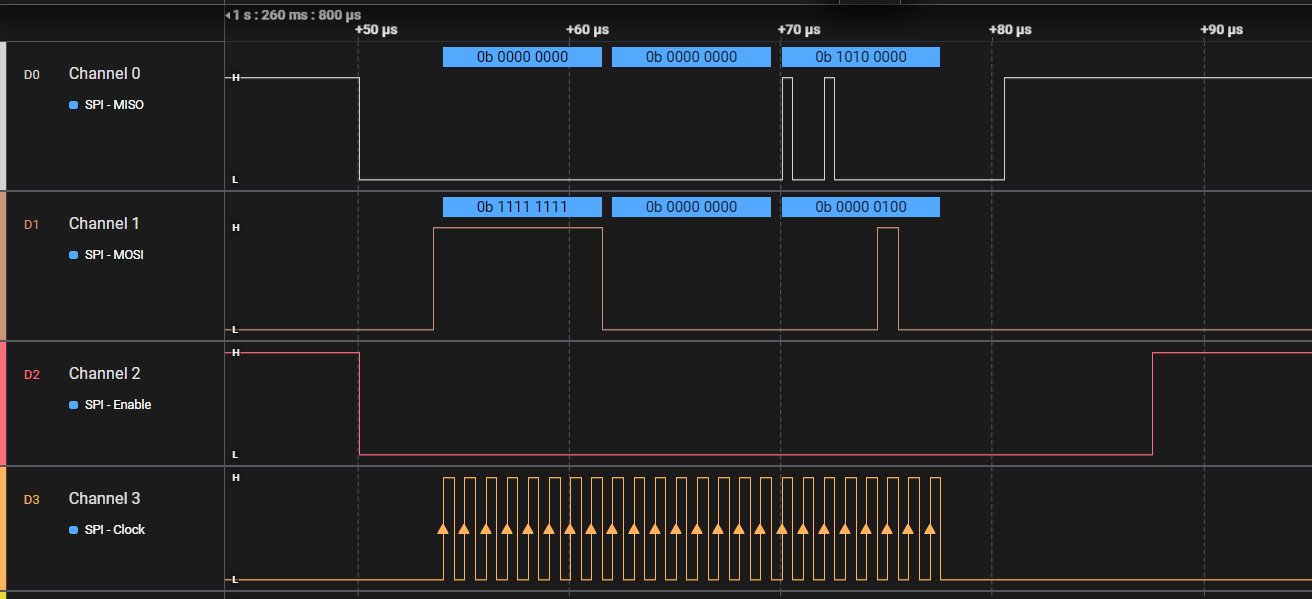 1 s : 260 ms : 800 µs
+50 µs +60 µs +70 µs +80 µs +90 µs
D0 Channel 0
SPI - MISO
H
L
0b 0000 0000 0b 0000 0000 0b 1010 0000
D1 Channel 1
SPI - MOSI
H
L
0b 1111 1111 0b 0000 0000 0b 0000 0100
D2 Channel 2
SPI - Enable
H
L
D3 Channel 3
SPI - Clock
H
L